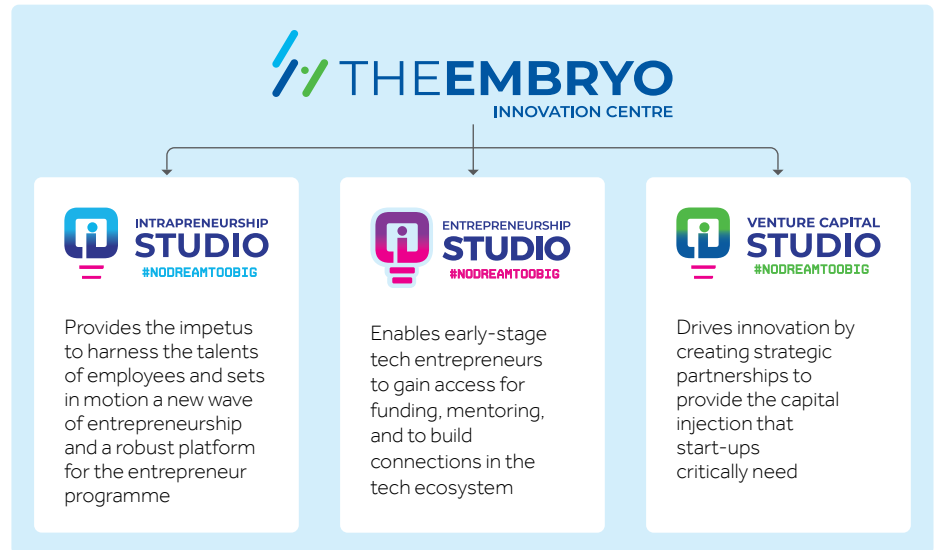 THEEMBRYO
INNOVATION CENTRE
INTRAPRENEURSHIP
STUDIO
#NODREAMTOOBIG
Provides the impetus
to harness the talents
of employees and sets
in motion a new wave
of entrepreneurship
and a robust platform
for the entrepreneur
programme
ENTREPRENEURSHIP
STUDIO
#NODREAMTOOBIG
Enables early-stage
tech entrepreneurs
to gain access for
funding, mentoring,
and to build
connections in the
tech ecosystem
VENTURE CAPITAL
STUDIO
#NODREAMTOOBIG
Drives innovation by
creating strategic
partnerships to
provide the capital
injection that
start-ups
critically need